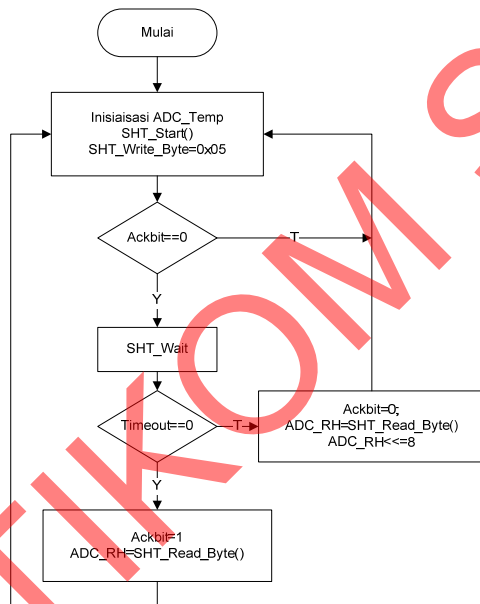 Mulai
Inisiaisasi ADC_Temp
SHT_Start()
SHT_Write_Byte=0x05
Ackbit==0
T
Y
SHT_Wait
Timeout==0
T
Ackbit=0;
ADC_RH=SHT_Read_Byte()
ADC_RH<<=8
Y
Ackbit=1
ADC_RH=SHT_Read_Byte()
TIKOM S